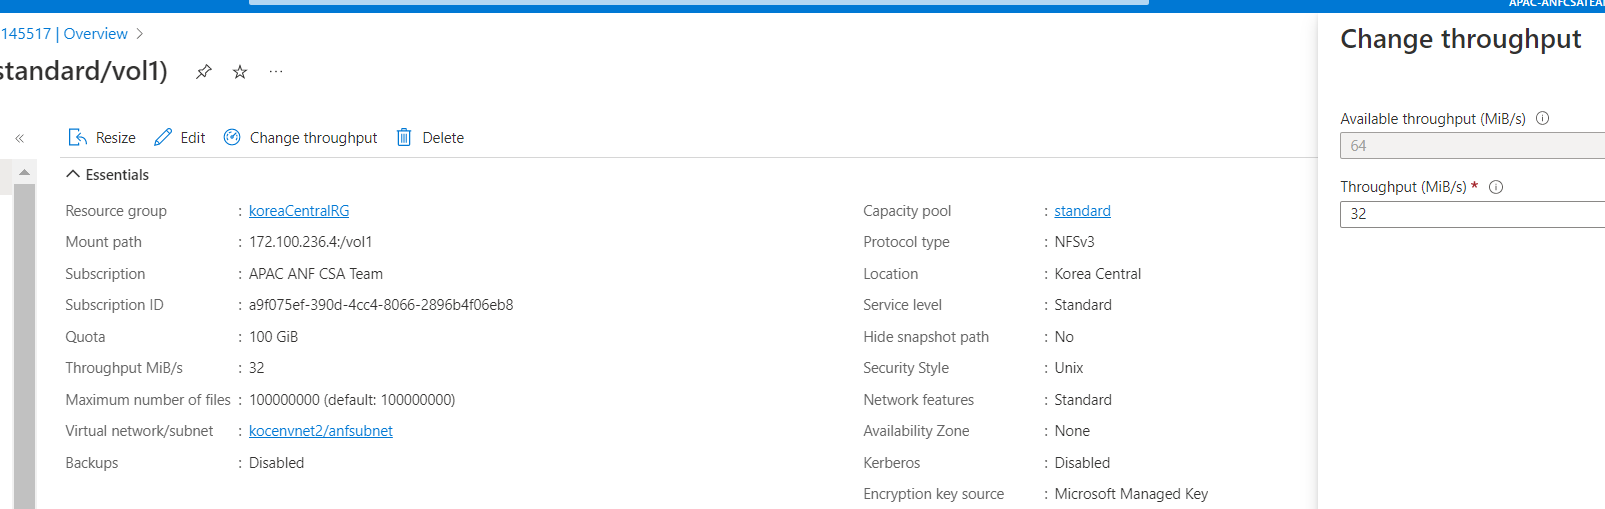 APAC-ANFCSATEA
145517 | Overview
standard/vol1)
Change throughput
Resize
Edit
Change throughput
Delete
Essentials
Resource group : koreaCentralRG
Mount path : 172.100.236.4:/vol1
Subscription : APAC ANF CSA Team
Subscription ID : a9f075ef-390d-4cc4-8066-2896b4f06eb8
Quota : 100 GiB
Throughput MiB/s : 32
Maximum number of files : 100000000 (default: 100000000)
Virtual network/subnet : kocenvnet2/anfsubnet
Backups : Disabled
Capacity pool : standard
Protocol type : NFSv3
Location : Korea Central
Service level : Standard
Hide snapshot path : No
Security Style : Unix
Network features : Standard
Availability Zone : None
Kerberos : Disabled
Encryption key source : Microsoft Managed Key
Available throughput (MiB/s)
64
Throughput (MiB/s) *
32